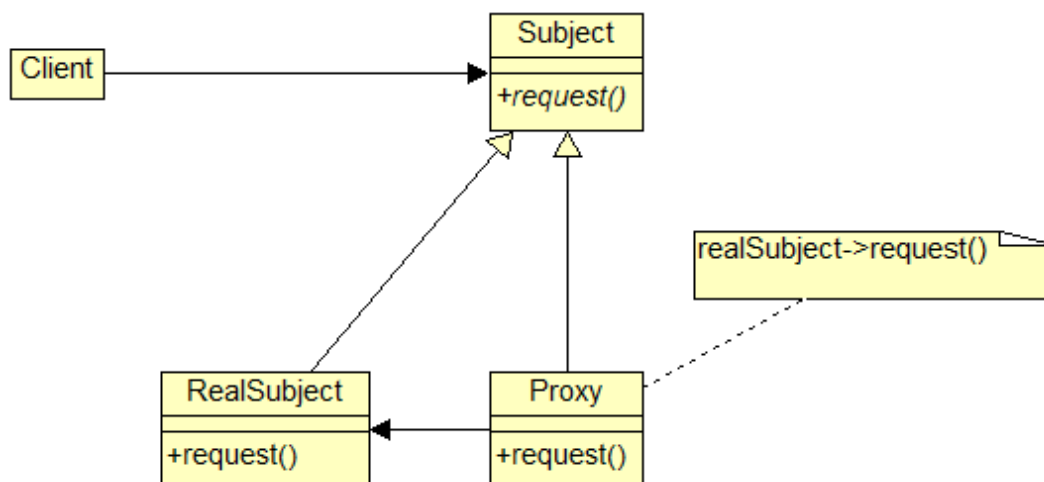 Subject
Client
+request()
realSubject->request()
RealSubject
Proxy
+request()
+request()